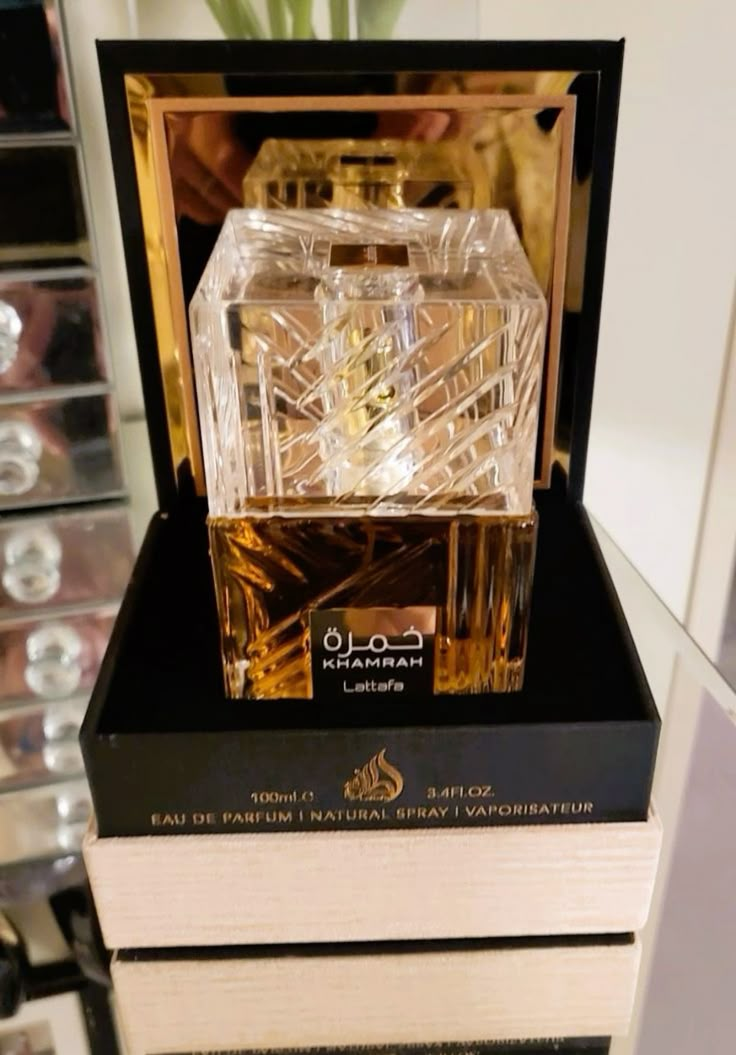 خمرة
KHAMRAH
Lattafa
100ml.℮ 3.4Fl.OZ.
EAU DE PARFUM | NATURAL SPRAY | VAPORISATEUR